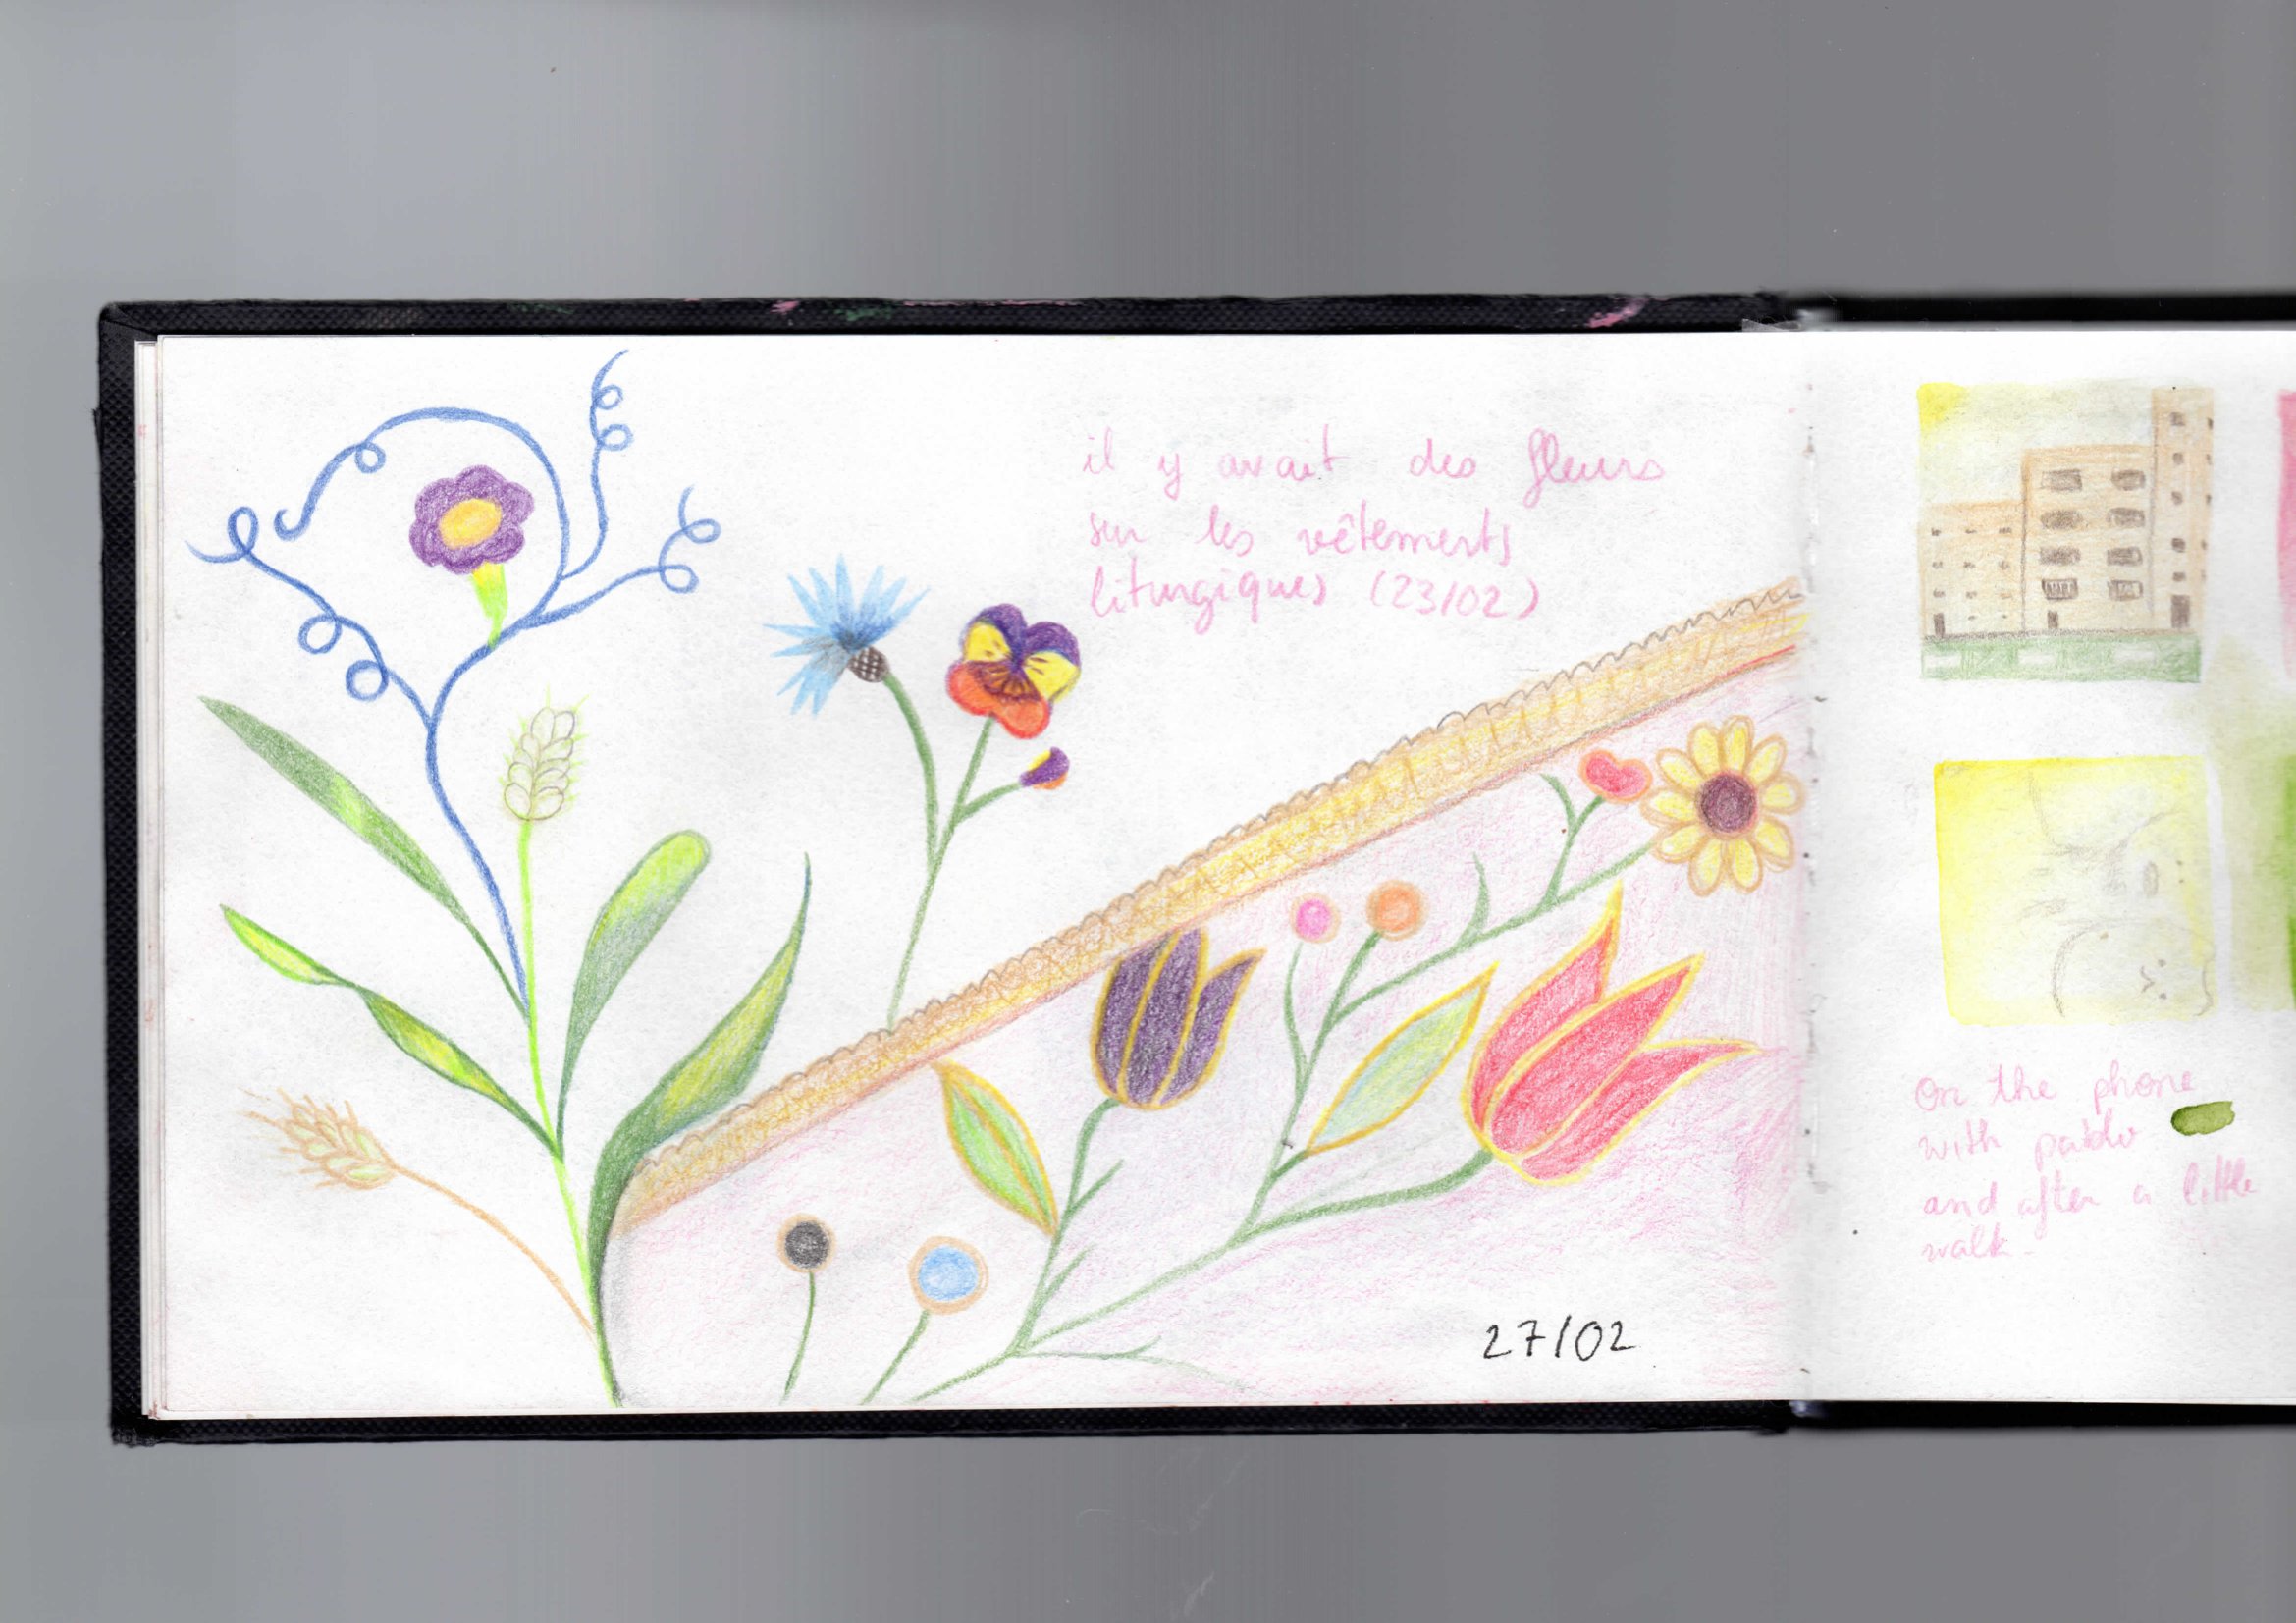 il y avait des fleurs
sur les vêtements
liturgiques (23/02)
27/02
on the phone
with pablo
and after a little
walk.